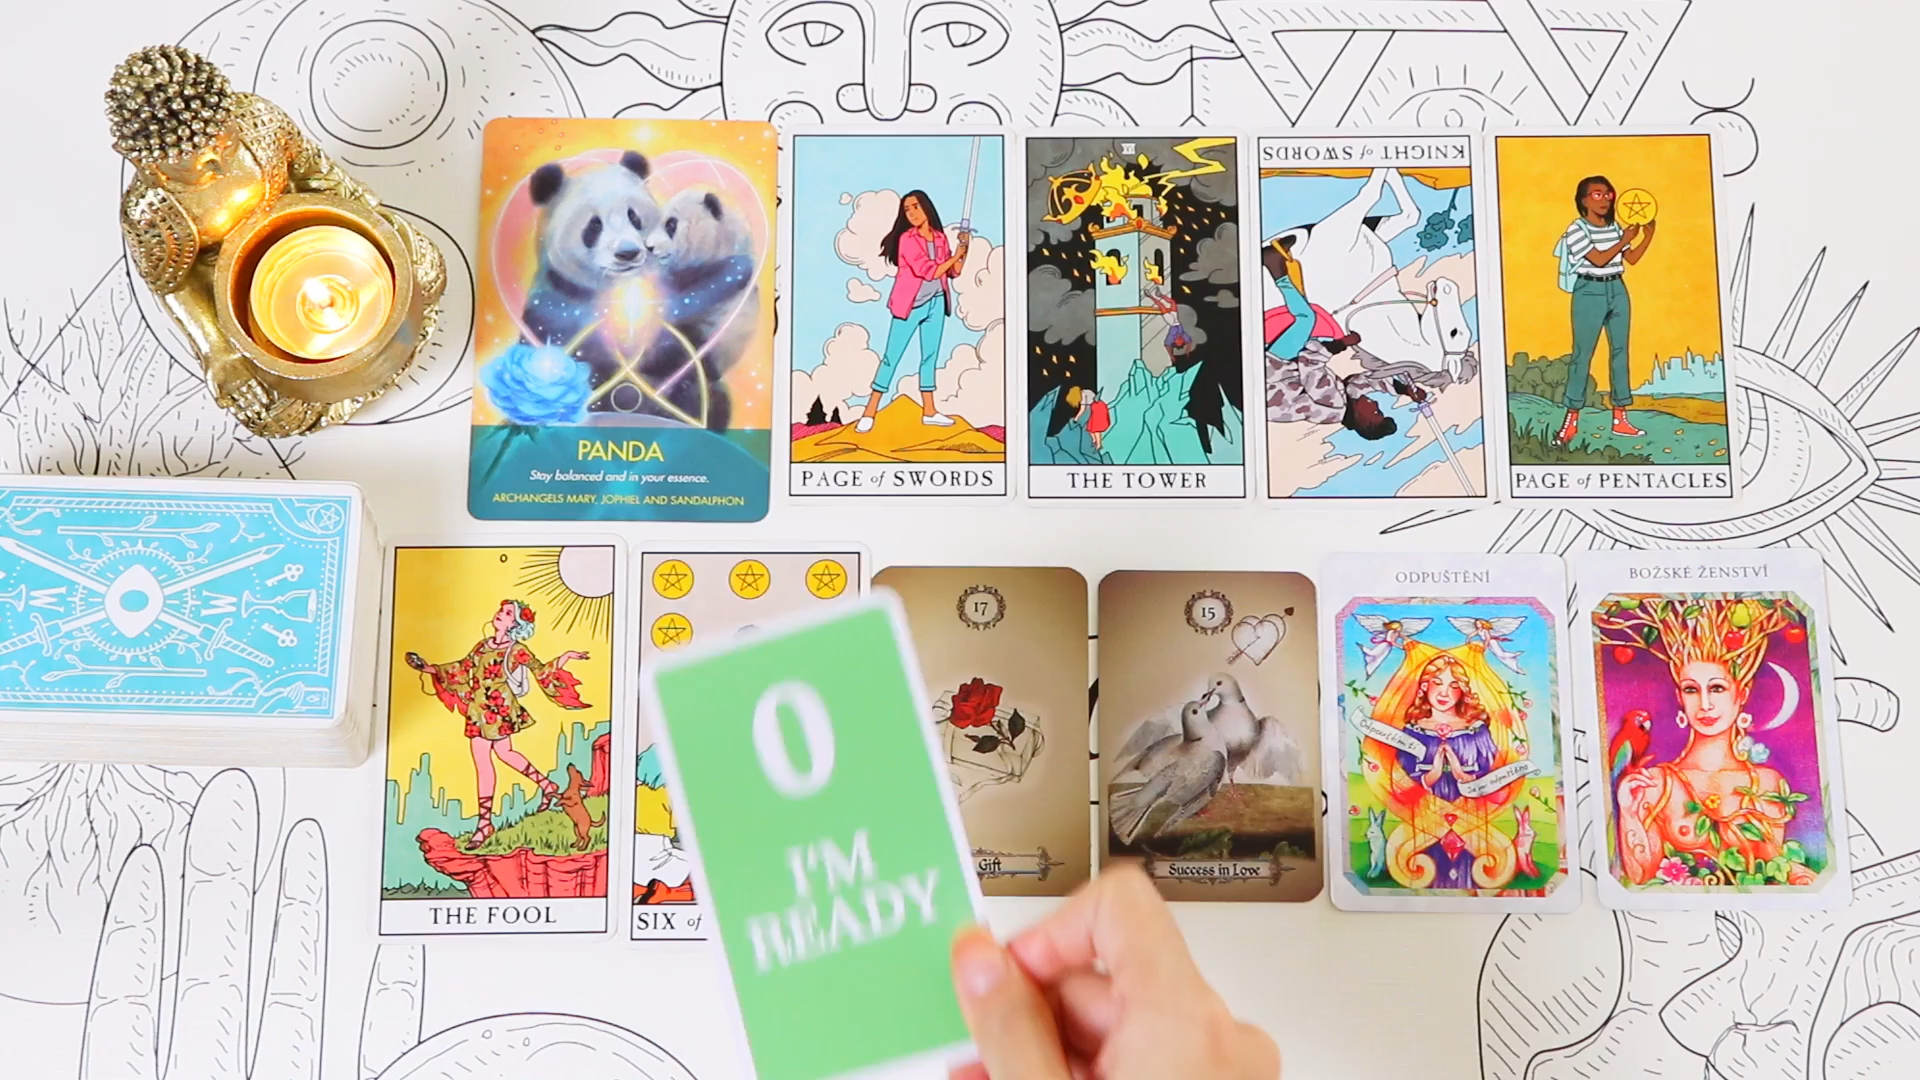 PANDA
Stay balanced and in your essence.
ARCHANGELS MARY, JOPHIEL AND SANDALPHON
PAGE of SWORDS
XVI
THE TOWER
KNIGHT of SWORDS
PAGE of PENTACLES
W
W
0
THE FOOL
SIX of
0
I'M
READY
17
Gift
15
Success in Love
ODPUŠTĚNÍ
BOŽSKÉ ŽENSTVÍ